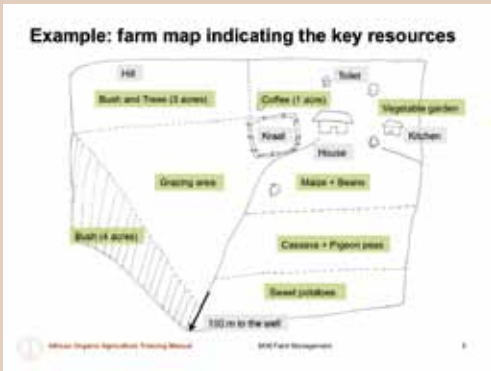 Example: farm map indicating the key resources
Hill
Toilet
Bush and Trees (3 acres)
Coffee (1 acre)
Vegetable garden
Kraal
Kitchen
House
Grazing area
Maize + Beans
Bush (4 acres)
Cassava + Pigeon peas
Sweet potatoes
100 m to the well
African Organic Agriculture Training Manual
Farm Management